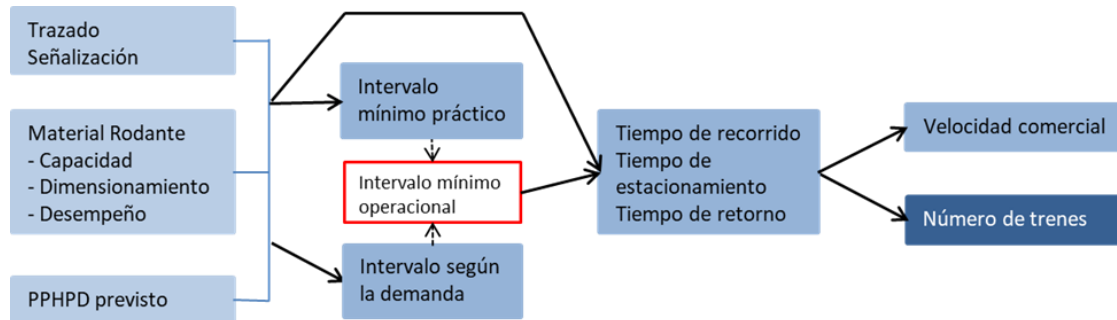 Trazado
Señalización
Material Rodante
- Capacidad
- Dimensionamiento
- Desempeño
PPHPD previsto
Intervalo
mínimo práctico
Intervalo mínimo
operacional
Intervalo según
la demanda
Tiempo de recorrido
Tiempo de
estacionamiento
Tiempo de retorno
Velocidad comercial
Número de trenes